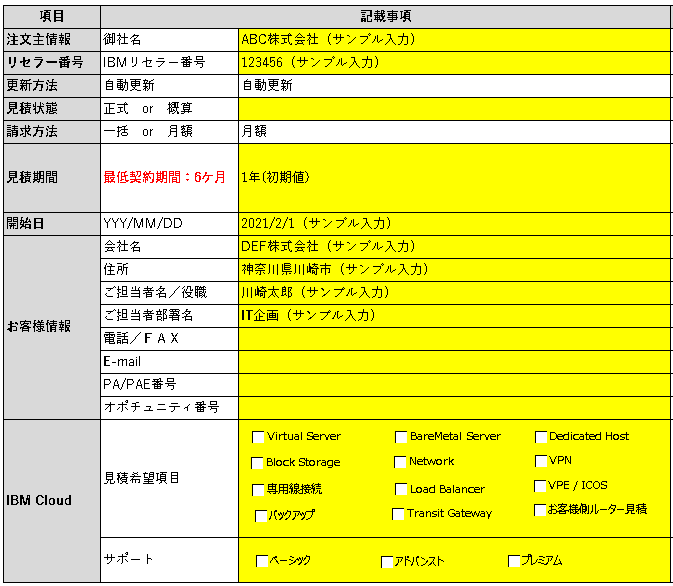 項目 記載事項
注文主情報 御社名 ABC株式会社（サンプル入力）
リセラー番号 IBMリセラー番号 123456（サンプル入力）
更新方法 自動更新 自動更新
見積状態 正式　or　概算
請求方法 一括　or　月額 月額
見積期間 最低契約期間：6ケ月 1年(初期値)
開始日 YYY/MM/DD 2021/2/1（サンプル入力）
お客様情報 会社名 DEF株式会社（サンプル入力）
住所 神奈川県川崎市（サンプル入力）
ご担当者名／役職 川崎太郎（サンプル入力）
ご担当者部署名 IT企画（サンプル入力）
電話／ＦＡＸ
E-mail
PA/PAE番号
オポチュニティ番号
IBM Cloud 見積希望項目
Virtual Server BareMetal Server Dedicated Host
Block Storage Network VPN
専用線接続 Load Balancer VPE / ICOS
バックアップ Transit Gateway お客様側ルーター見積
サポート ベーシック アドバンスト プレミアム